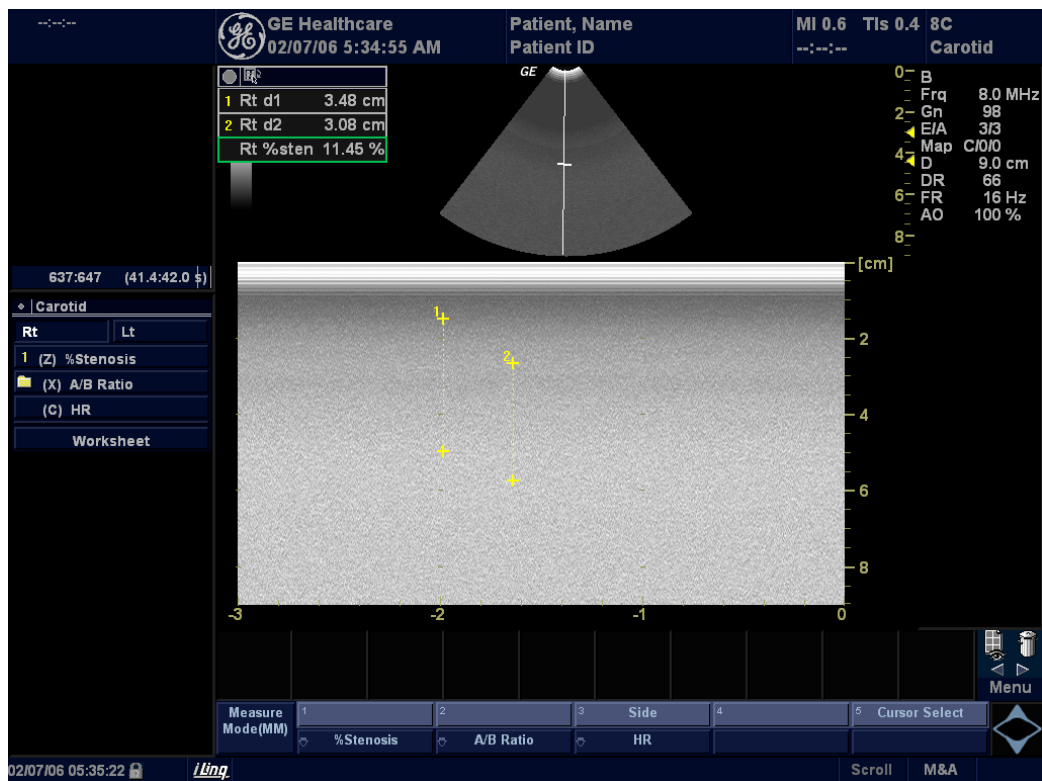 --:--:--
GE Healthcare
02/07/06 5:34:55 AM
Patient, Name
Patient ID
MI 0.6 TIs 0.4
--:--:--
8C
Carotid
1 Rt d1 3.48 cm
2 Rt d2 3.08 cm
Rt %sten 11.45 %
GE
0
2
4
6
8
B
Frq 8.0 MHz
Gn 98
E/A 3/3
Map C/0/0
D 9.0 cm
DR 66
FR 16 Hz
AO 100 %
637:647 (41.4:42.0 s)
Carotid
Rt Lt
1 (Z) %Stenosis
(X) A/B Ratio
(C) HR
Worksheet
[cm]
1
2
2
4
6
8
-3 -2 -1 0
Menu
Measure Mode(MM)
1 2 3 Side 4 5 Cursor Select
%Stenosis A/B Ratio HR
02/07/06 05:35:22
iLinq
Scroll M&A